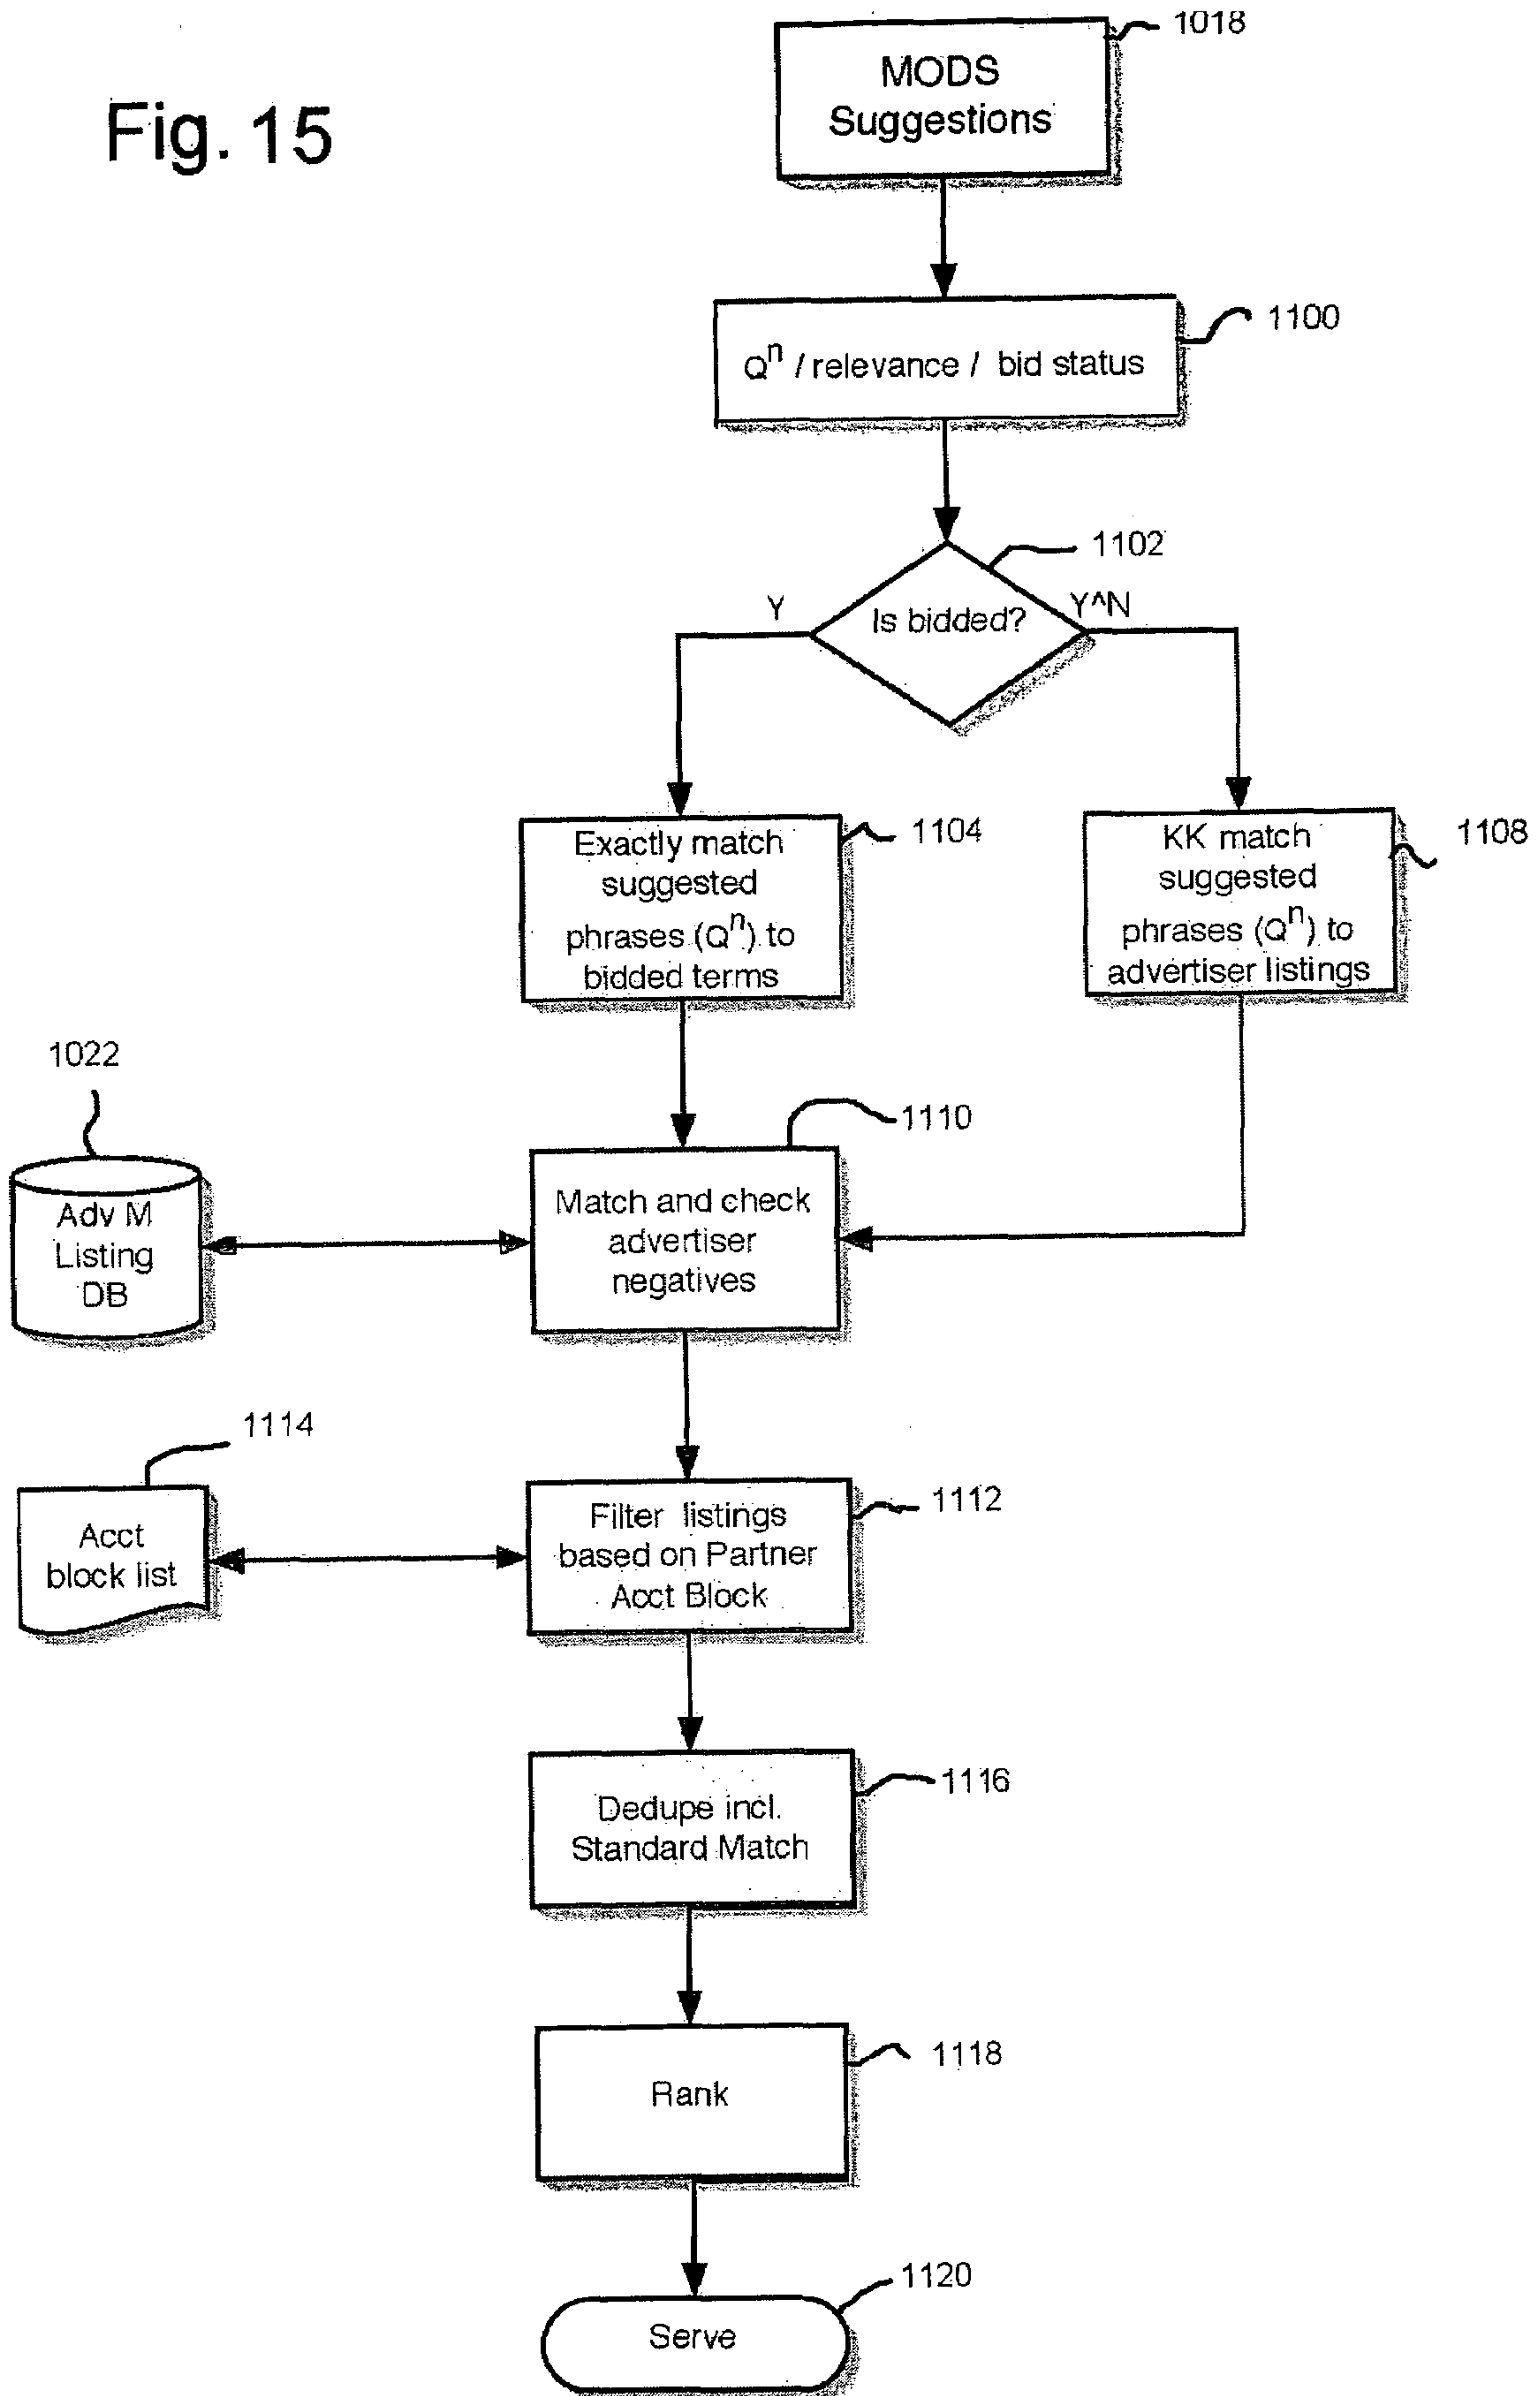 Fig. 15
1018
MODS
Suggestions
1100
Qⁿ / relevance / bid status
1102
Y
Is bidded?
Y^N
1104
Exactly match
suggested
phrases (Qⁿ) to
bidded terms
1108
KK match
suggested
phrases (Qⁿ) to
advertiser listings
1022
Adv M
Listing
DB
1110
Match and check
advertiser
negatives
1114
Acct
block list
1112
Filter listings
based on Partner
Acct Block
1116
Dedupe incl.
Standard Match
1118
Rank
1120
Serve